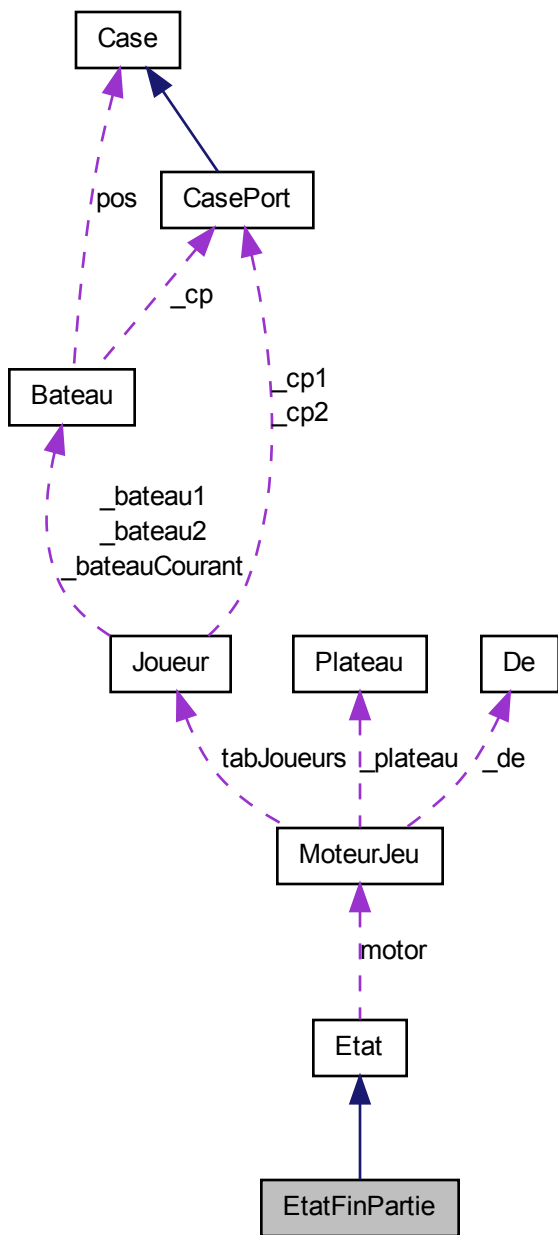 Case
pos
CasePort
_cp
Bateau
_cp1
_cp2
_bateau1
_bateau2
_bateauCourant
Joueur
Plateau
De
tabJoueurs
_plateau
_de
MoteurJeu
motor
Etat
EtatFinPartie